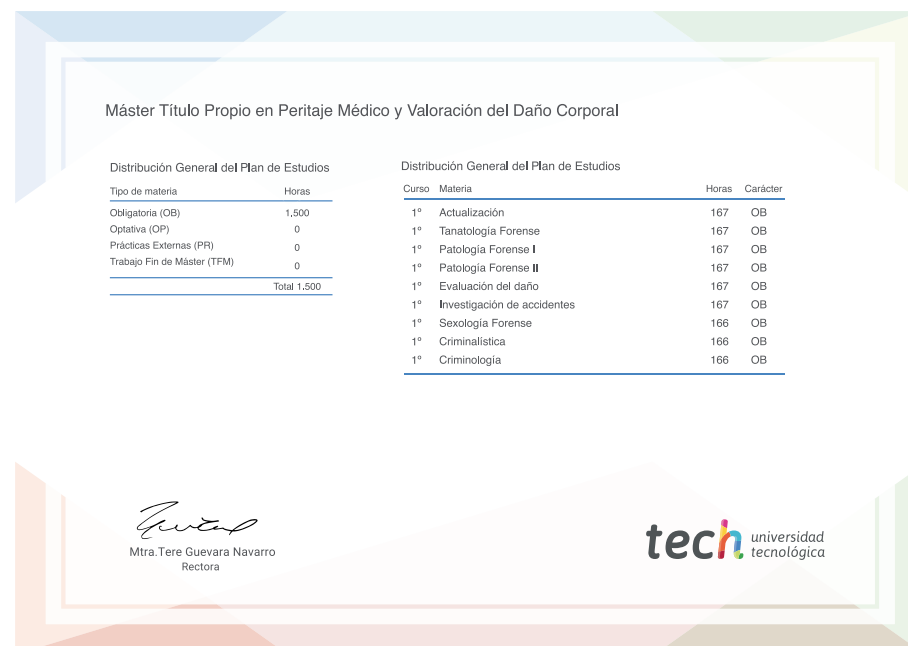 Máster Título Propio en Peritaje Médico y Valoración del Daño Corporal
Distribución General del Plan de Estudios
Tipo de materia Horas
Obligatoria (OB) 1,500
Optativa (OP) 0
Prácticas Externas (PR) 0
Trabajo Fin de Máster (TFM) 0
Total 1.500
Distribución General del Plan de Estudios
Curso Materia Horas Carácter
1º Actualización 167 OB
1º Tanatología Forense 167 OB
1º Patología Forense I 167 OB
1º Patología Forense II 167 OB
1º Evaluación del daño 167 OB
1º Investigación de accidentes 167 OB
1º Sexología Forense 166 OB
1º Criminalística 166 OB
1º Criminología 166 OB
Mtra.Tere Guevara Navarro
Rectora
tech universidad
tecnológica